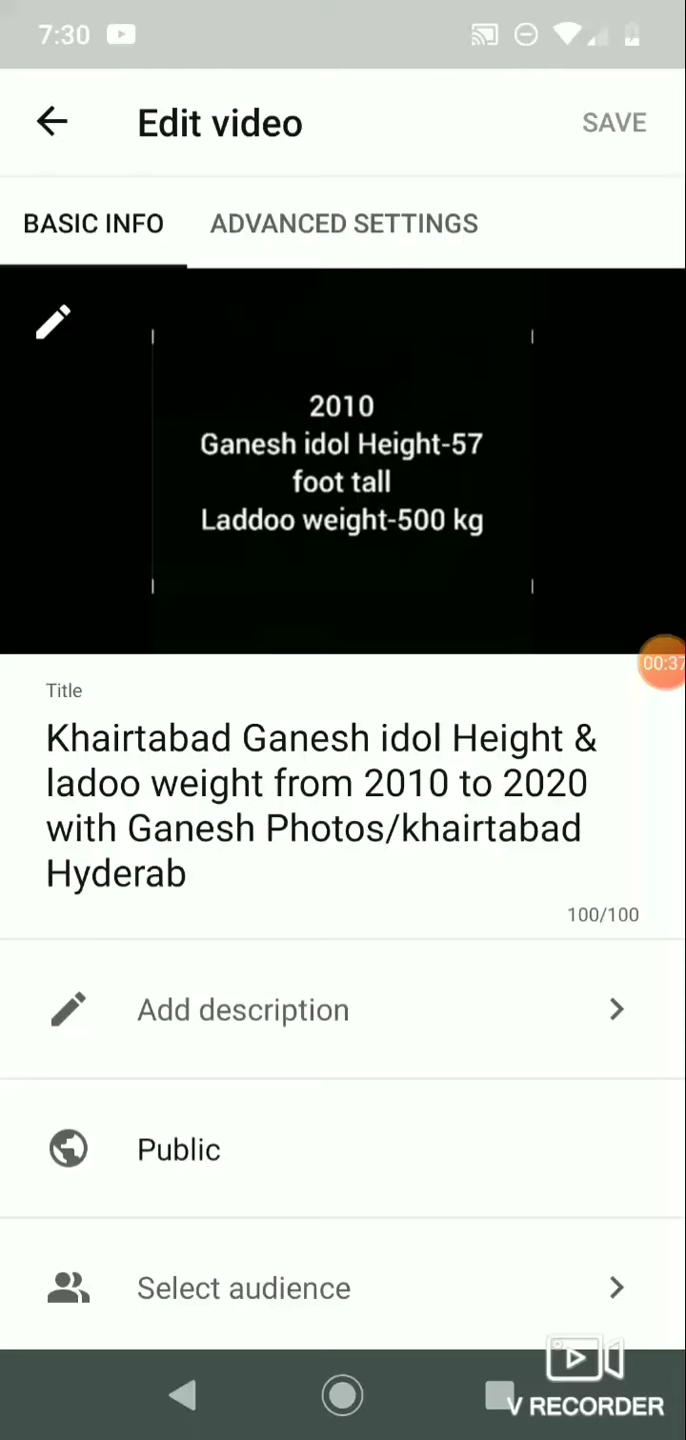 7:30
Edit video
SAVE
BASIC INFO
ADVANCED SETTINGS
2010
Ganesh idol Height-57
foot tall
Laddoo weight-500 kg
00:37
Title
Khairtabad Ganesh idol Height &
ladoo weight from 2010 to 2020
with Ganesh Photos/khairtabad
Hyderab
100/100
Add description
Public
Select audience
V RECORDER